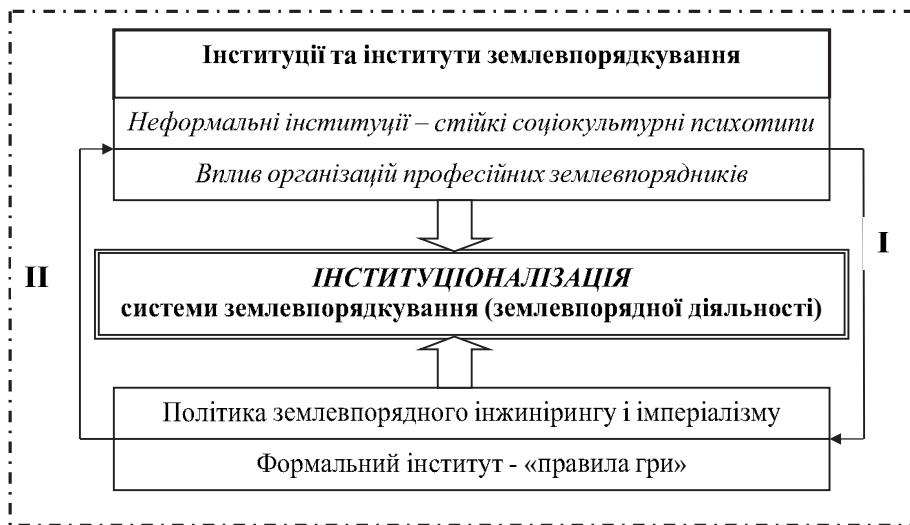 Інституції та інститути землевпорядкування
Неформальні інституції – стійкі соціокультурні психотипи
Вплив організацій професійних землевпорядників
I
II
ІНСТИТУЦІОНАЛІЗАЦІЯ
системи землевпорядкування (землевпорядної діяльності)
Політика землевпорядного інжинірингу і імперіалізму
Формальний інститут - «правила гри»